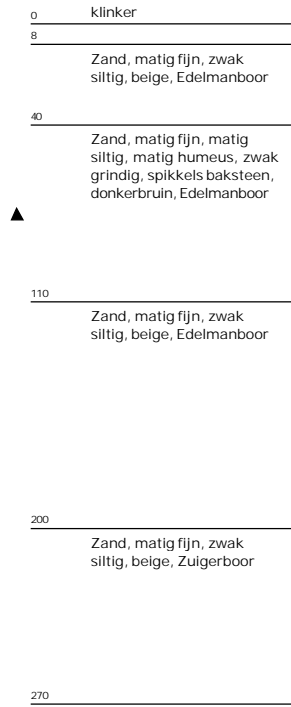 0 klinker
8
Zand, matig fijn, zwak
siltig, beige, Edelmanboor
40
Zand, matig fijn, matig
siltig, matig humeus, zwak
grindig, spikkels baksteen,
donkerbruin, Edelmanboor
110
Zand, matig fijn, zwak
siltig, beige, Edelmanboor
200
Zand, matig fijn, zwak
siltig, beige, Zuigerboor
270